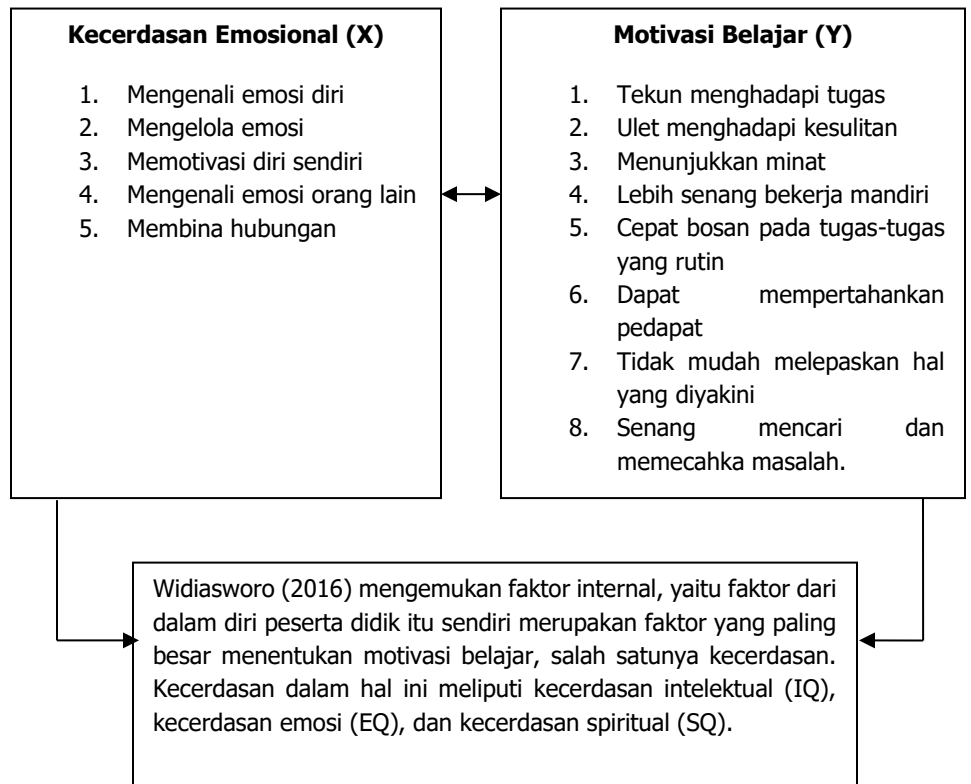 Kecerdasan Emosional (X)
1. Mengenali emosi diri
2. Mengelola emosi
3. Memotivasi diri sendiri
4. Mengenali emosi orang lain
5. Membina hubungan
Motivasi Belajar (Y)
1. Tekun menghadapi tugas
2. Ulet menghadapi kesulitan
3. Menunjukkan minat
4. Lebih senang bekerja mandiri
5. Cepat bosan pada tugas-tugas
yang rutin
6. Dapat mempertahankan
pedapat
7. Tidak mudah melepaskan hal
yang diyakini
8. Senang mencari dan
memecahka masalah.
Widiasworo (2016) mengemukan faktor internal, yaitu faktor dari
dalam diri peserta didik itu sendiri merupakan faktor yang paling
besar menentukan motivasi belajar, salah satunya kecerdasan.
Kecerdasan dalam hal ini meliputi kecerdasan intelektual (IQ),
kecerdasan emosi (EQ), dan kecerdasan spiritual (SQ).